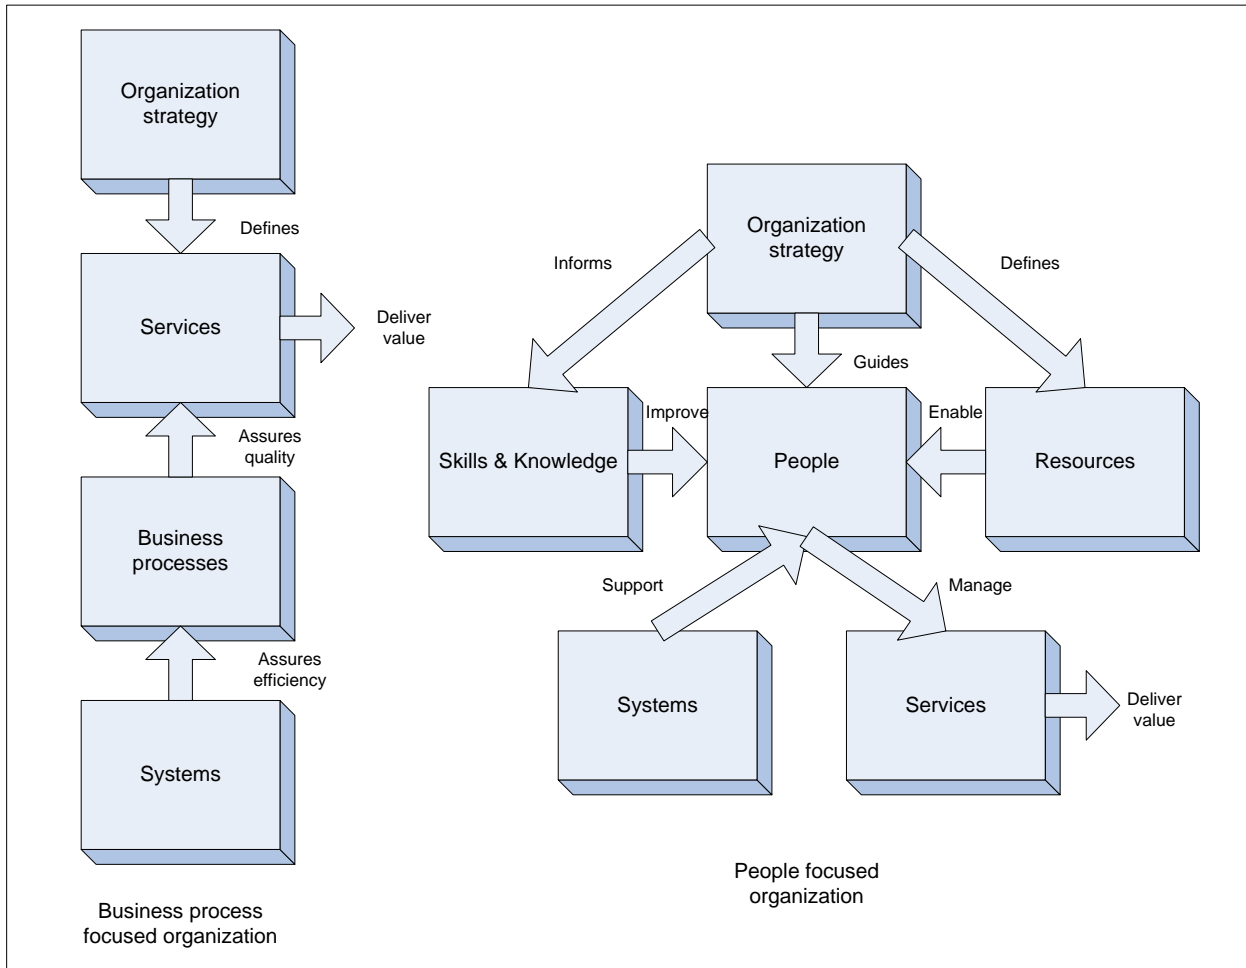 Organization
strategy
Defines
Services
Deliver
value
Assures
quality
Business
processes
Assures
efficiency
Systems
Business process
focused organization
Organization
strategy
Informs
Defines
Guides
Skills & Knowledge
Improve
People
Enable
Resources
Support
Manage
Systems
Services
Deliver
value
People focused
organization